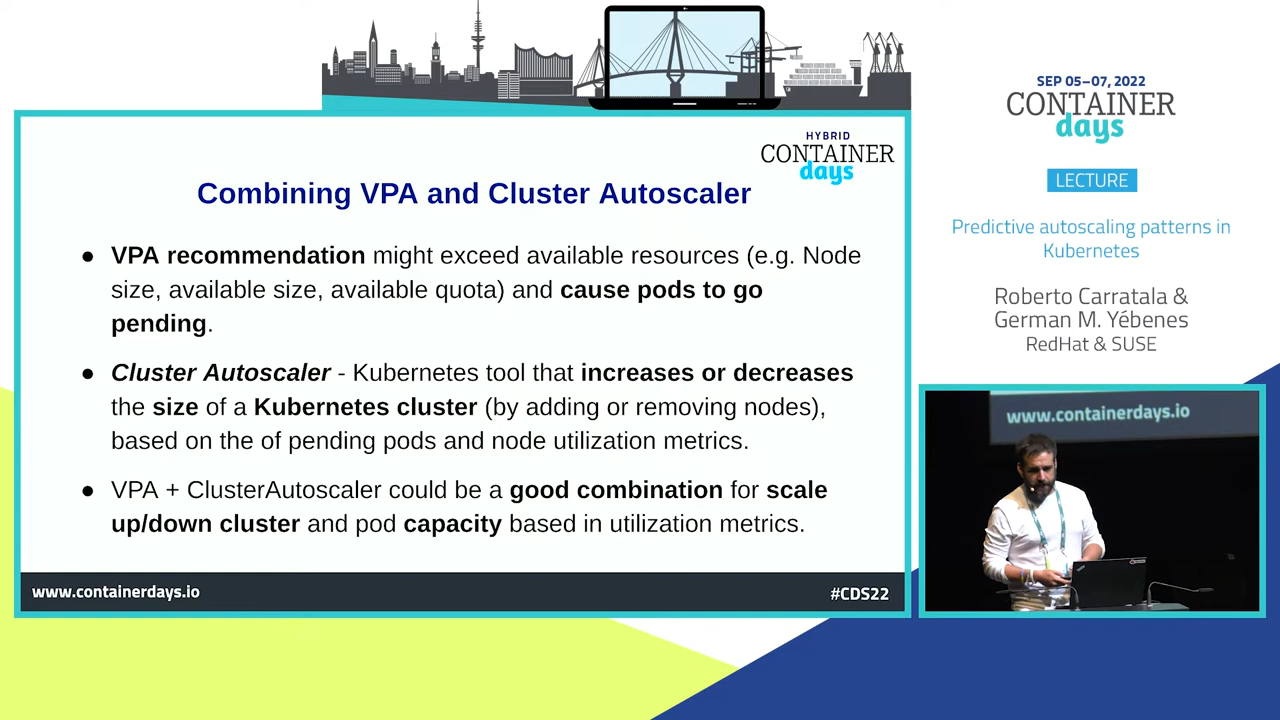 HYBRID
CONTAINER
days
Combining VPA and Cluster Autoscaler
● VPA recommendation might exceed available resources (e.g. Node
size, available size, available quota) and cause pods to go
pending.
● Cluster Autoscaler - Kubernetes tool that increases or decreases
the size of a Kubernetes cluster (by adding or removing nodes),
based on the of pending pods and node utilization metrics.
● VPA + ClusterAutoscaler could be a good combination for scale
up/down cluster and pod capacity based in utilization metrics.
www.containerdays.io
#CDS22
SEP 05–07, 2022
CONTAINER
days
LECTURE
Predictive autoscaling patterns in
Kubernetes
Roberto Carratala &
German M. Yébenes
RedHat & SUSE
www.containerdays.io